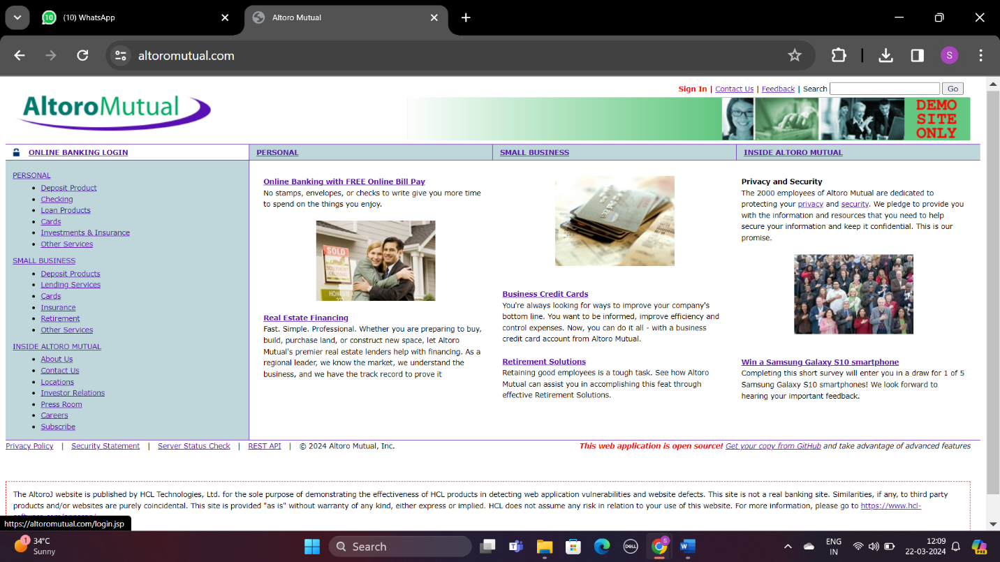 10 (10) WhatsApp
Altoro Mutual
altoromutual.com
S
Sign In | Contact Us | Feedback | Search Go
AltoroMutual
DEMO
SITE
ONLY
ONLINE BANKING LOGIN
PERSONAL
SMALL BUSINESS
INSIDE ALTORO MUTUAL
PERSONAL
Deposit Product
Checking
Loan Products
Cards
Investments & Insurance
Other Services
SMALL BUSINESS
Deposit Products
Lending Services
Cards
Insurance
Retirement
Other Services
INSIDE ALTORO MUTUAL
About Us
Contact Us
Locations
Investor Relations
Press Room
Careers
Subscribe
Online Banking with FREE Online Bill Pay
No stamps, envelopes, or checks to write give you more time
to spend on the things you enjoy.
SOLD
Real Estate Financing
Fast. Simple. Professional. Whether you are preparing to buy,
build, purchase land, or construct new space, let Altoro
Mutual's premier real estate lenders help with financing. As a
regional leader, we know the market, we understand the
business, and we have the track record to prove it
Business Credit Cards
You're always looking for ways to improve your company's
bottom line. You want to be informed, improve efficiency and
control expenses. Now, you can do it all - with a business
credit card account from Altoro Mutual.
Retirement Solutions
Retaining good employees is a tough task. See how Altoro
Mutual can assist you in accomplishing this feat through
effective Retirement Solutions.
Privacy and Security
The 2000 employees of Altoro Mutual are dedicated to
protecting your privacy and security. We pledge to provide you
with the information and resources that you need to help
secure your information and keep it confidential. This is our
promise.
Win a Samsung Galaxy S10 smartphone
Completing this short survey will enter you in a draw for 1 of 5
Samsung Galaxy S10 smartphones! We look forward to
hearing your important feedback.
Privacy Policy | Security Statement | Server Status Check | REST API | © 2024 Altoro Mutual, Inc.
This web application is open source! Get your copy from GitHub and take advantage of advanced features
The AltoroJ website is published by HCL Technologies, Ltd. for the sole purpose of demonstrating the effectiveness of HCL products in detecting web application vulnerabilities and website defects. This site is not a real banking site. Similarities, if any, to third party
products and/or websites are purely coincidental. This site is provided "as is" without warranty of any kind, either express or implied. HCL does not assume any risk in relation to your use of this website. For more information, please go to https://www.hcl-
https://altoromutual.com/login.jsp
1
34°C
Sunny
Search
DELL
S
W
ENG
IN
12:09
22-03-2024
PRE